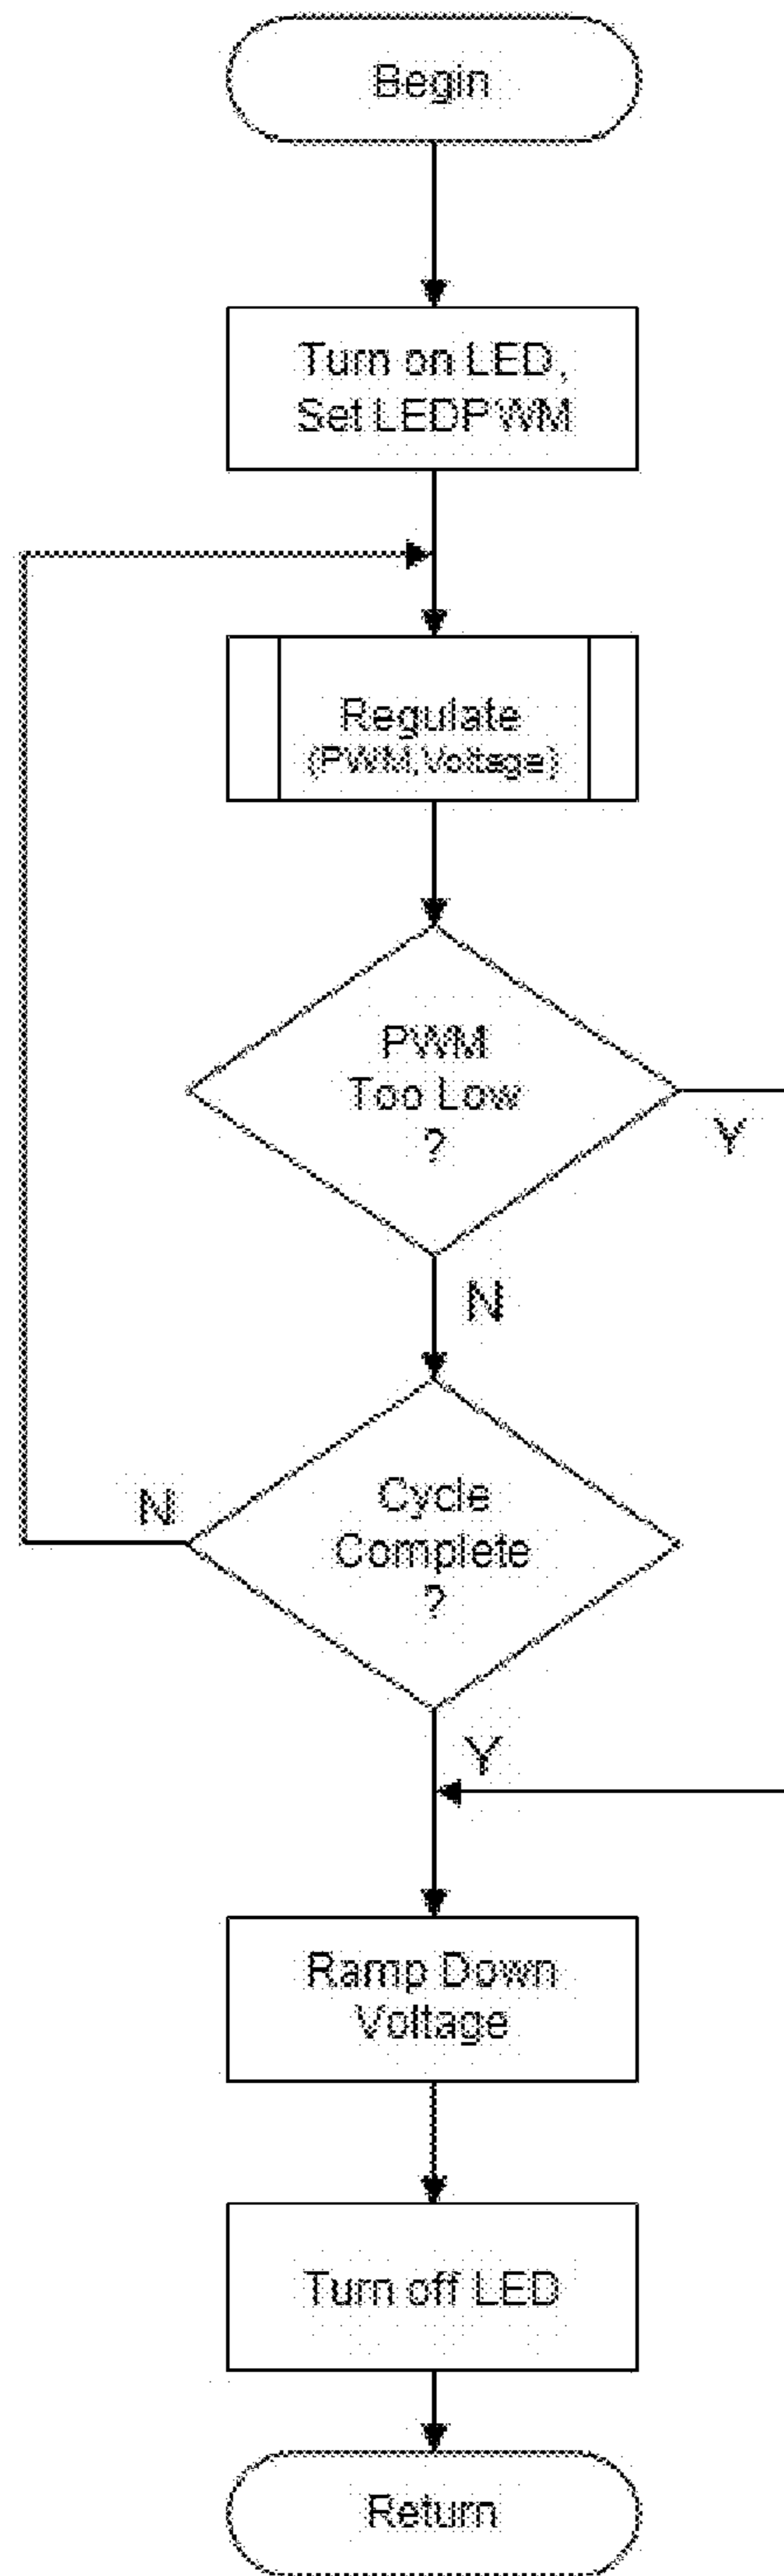 Begin
Turn on LED,
Set LEDPWM
Regulate
(PWM,Voltage)
PWM
Too Low
?
Y
N
Cycle
Complete
?
N
Y
Ramp Down
Voltage
Turn off LED
Return